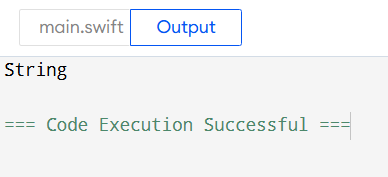 main.swift Output
String
=== Code Execution Successful ===